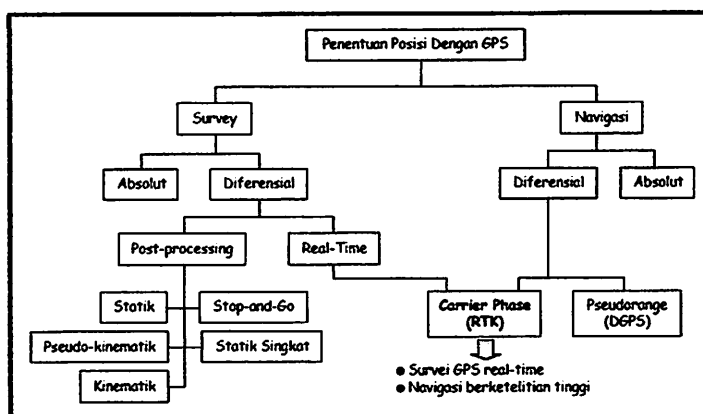 Penentuan Posisi Dengan GPS
Survey
Navigasi
Absolut
Diferensial
Diferensial
Absolut
Post-processing
Real-Time
Statik
Stop-and-Go
Carrier Phase
(RTK)
Pseudorange
(DGPS)
Pseudo-kinematik
Statik Singkat
Kinematik
● Survei GPS real-time
● Navigasi berketelitian tinggi